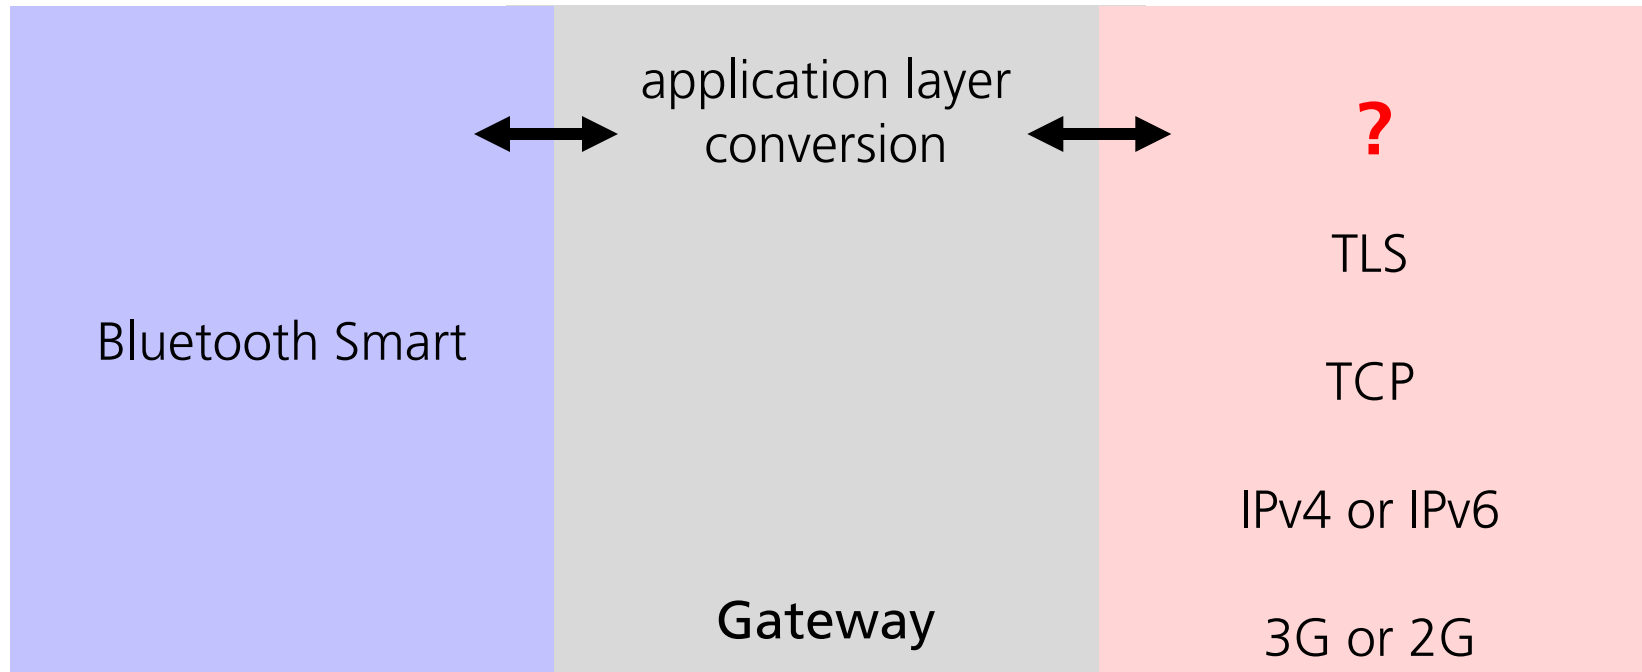 application layer
conversion
?
TLS
Bluetooth Smart
TCP
IPv4 or IPv6
Gateway
3G or 2G